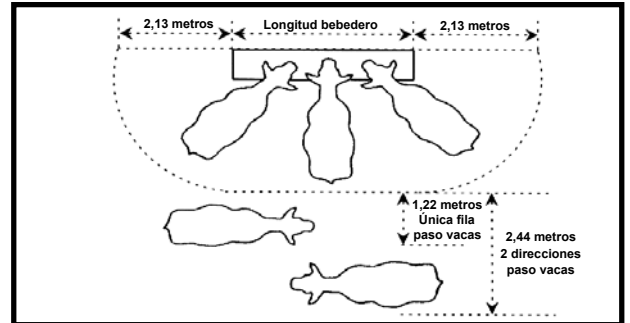 2,13 metros
Longitud bebedero
2,13 metros
1,22 metros
Única fila
paso vacas
2,44 metros
2 direcciones
paso vacas